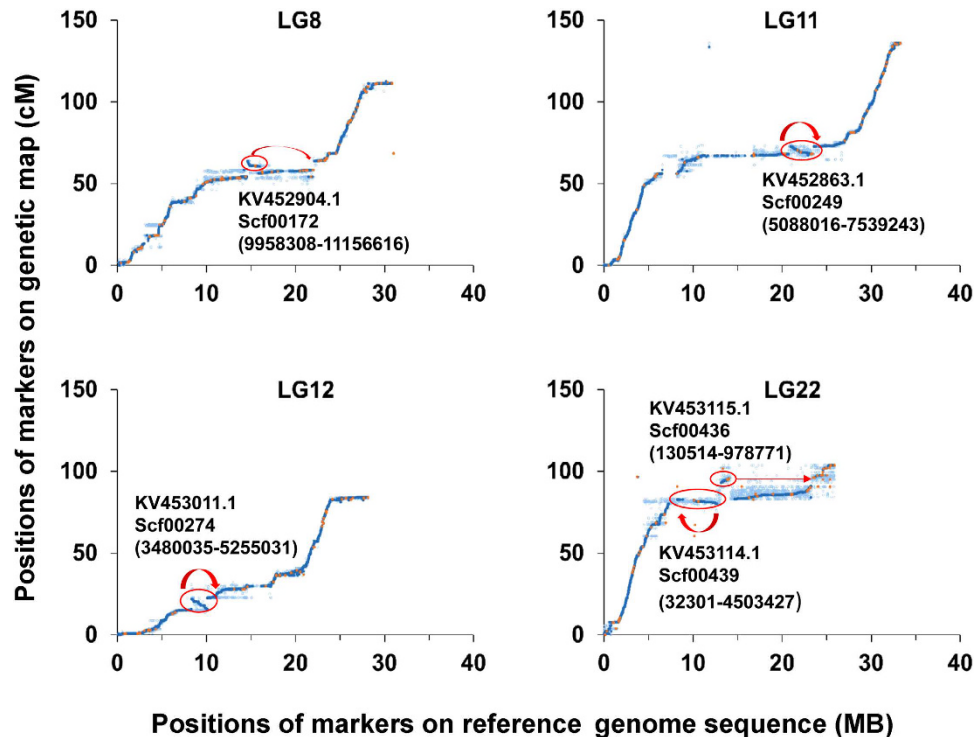 Positions of markers on genetic map (cM)
LG8
150
100
50
0
0 10 20 30 40
KV452904.1
Scf00172
(9958308-11156616)
LG11
150
100
50
0
0 10 20 30 40
KV452863.1
Scf00249
(5088016-7539243)
LG12
150
100
50
0
0 10 20 30 40
KV453011.1
Scf00274
(3480035-5255031)
LG22
150
100
50
0
0 10 20 30 40
KV453115.1
Scf00436
(130514-978771)
KV453114.1
Scf00439
(32301-4503427)
Positions of markers on reference genome sequence (MB)